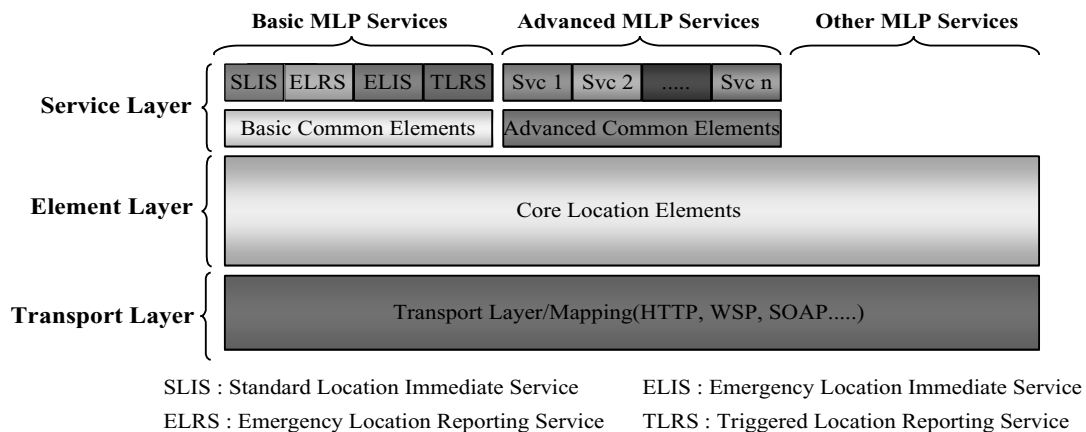 Basic MLP Services Advanced MLP Services Other MLP Services
SLIS ELRS ELIS TLRS Svc 1 Svc 2 ..... Svc n
Service Layer
Basic Common Elements Advanced Common Elements
Element Layer Core Location Elements
Transport Layer Transport Layer/Mapping(HTTP, WSP, SOAP.....)
SLIS : Standard Location Immediate Service ELIS : Emergency Location Immediate Service
ELRS : Emergency Location Reporting Service TLRS : Triggered Location Reporting Service